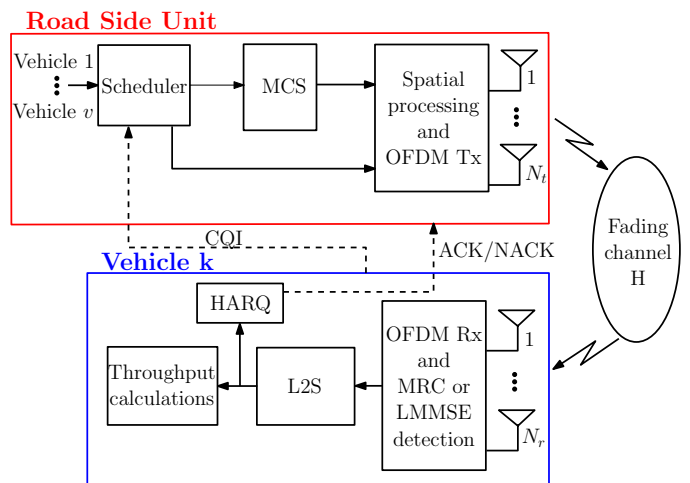 Road Side Unit
Vehicle 1
Vehicle v
Scheduler
MCS
Spatial
processing
and
OFDM Tx
1
N_t
Fading
channel
H
CQI
ACK/NACK
Vehicle k
HARQ
Throughput
calculations
L2S
OFDM Rx
and
MRC or
LMMSE
detection
1
N_r